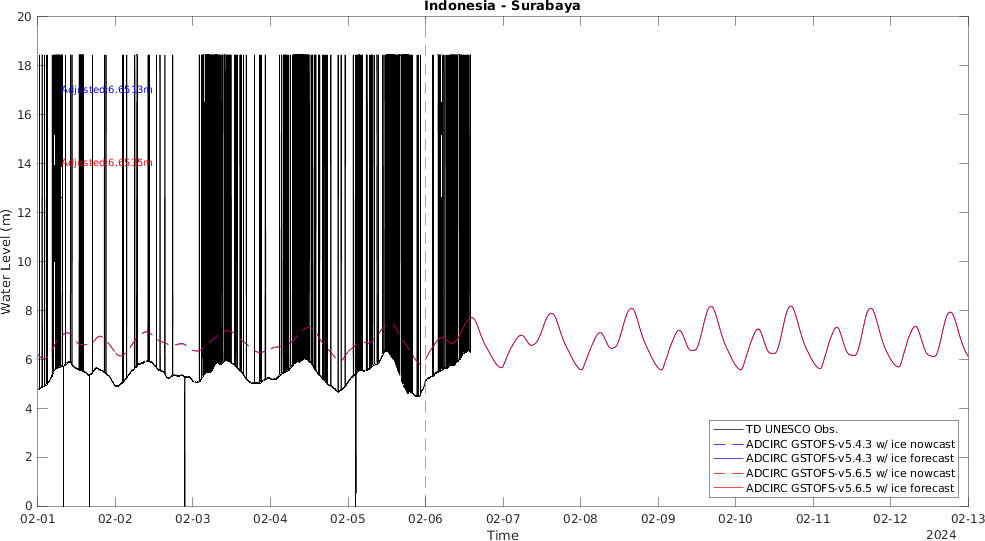 Indonesia - Surabaya
20
18
16
14
12
10
8
6
4
2
0
Water Level (m)
Adjusted:6.6513m
Adjusted:6.6535m
TD UNESCO Obs.
ADCIRC GSTOFS-v5.4.3 w/ ice nowcast
ADCIRC GSTOFS-v5.4.3 w/ ice forecast
ADCIRC GSTOFS-v5.6.5 w/ ice nowcast
ADCIRC GSTOFS-v5.6.5 w/ ice forecast
02-01 02-02 02-03 02-04 02-05 02-06 02-07 02-08 02-09 02-10 02-11 02-12 02-13
Time
2024